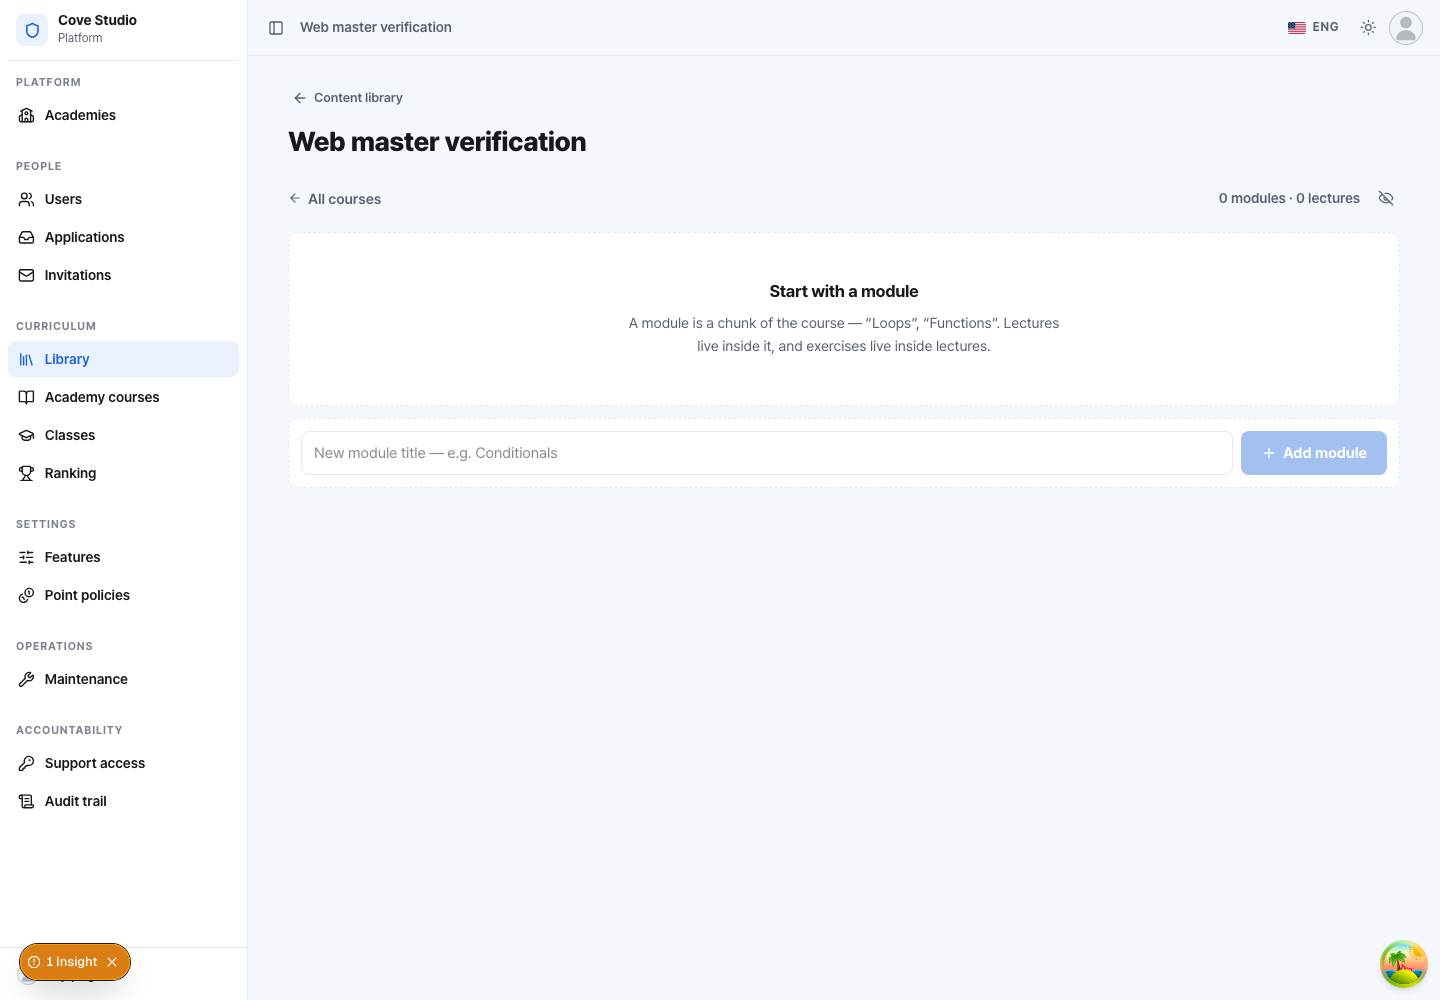 Cove Studio
Platform
PLATFORM
Academies
PEOPLE
Users
Applications
Invitations
CURRICULUM
Library
Academy courses
Classes
Ranking
SETTINGS
Features
Point policies
OPERATIONS
Maintenance
ACCOUNTABILITY
Support access
Audit trail
1 Insight
Web master verification
ENG
Content library
Web master verification
All courses
0 modules · 0 lectures
Start with a module
A module is a chunk of the course — “Loops”, “Functions”. Lectures
live inside it, and exercises live inside lectures.
New module title — e.g. Conditionals
Add module